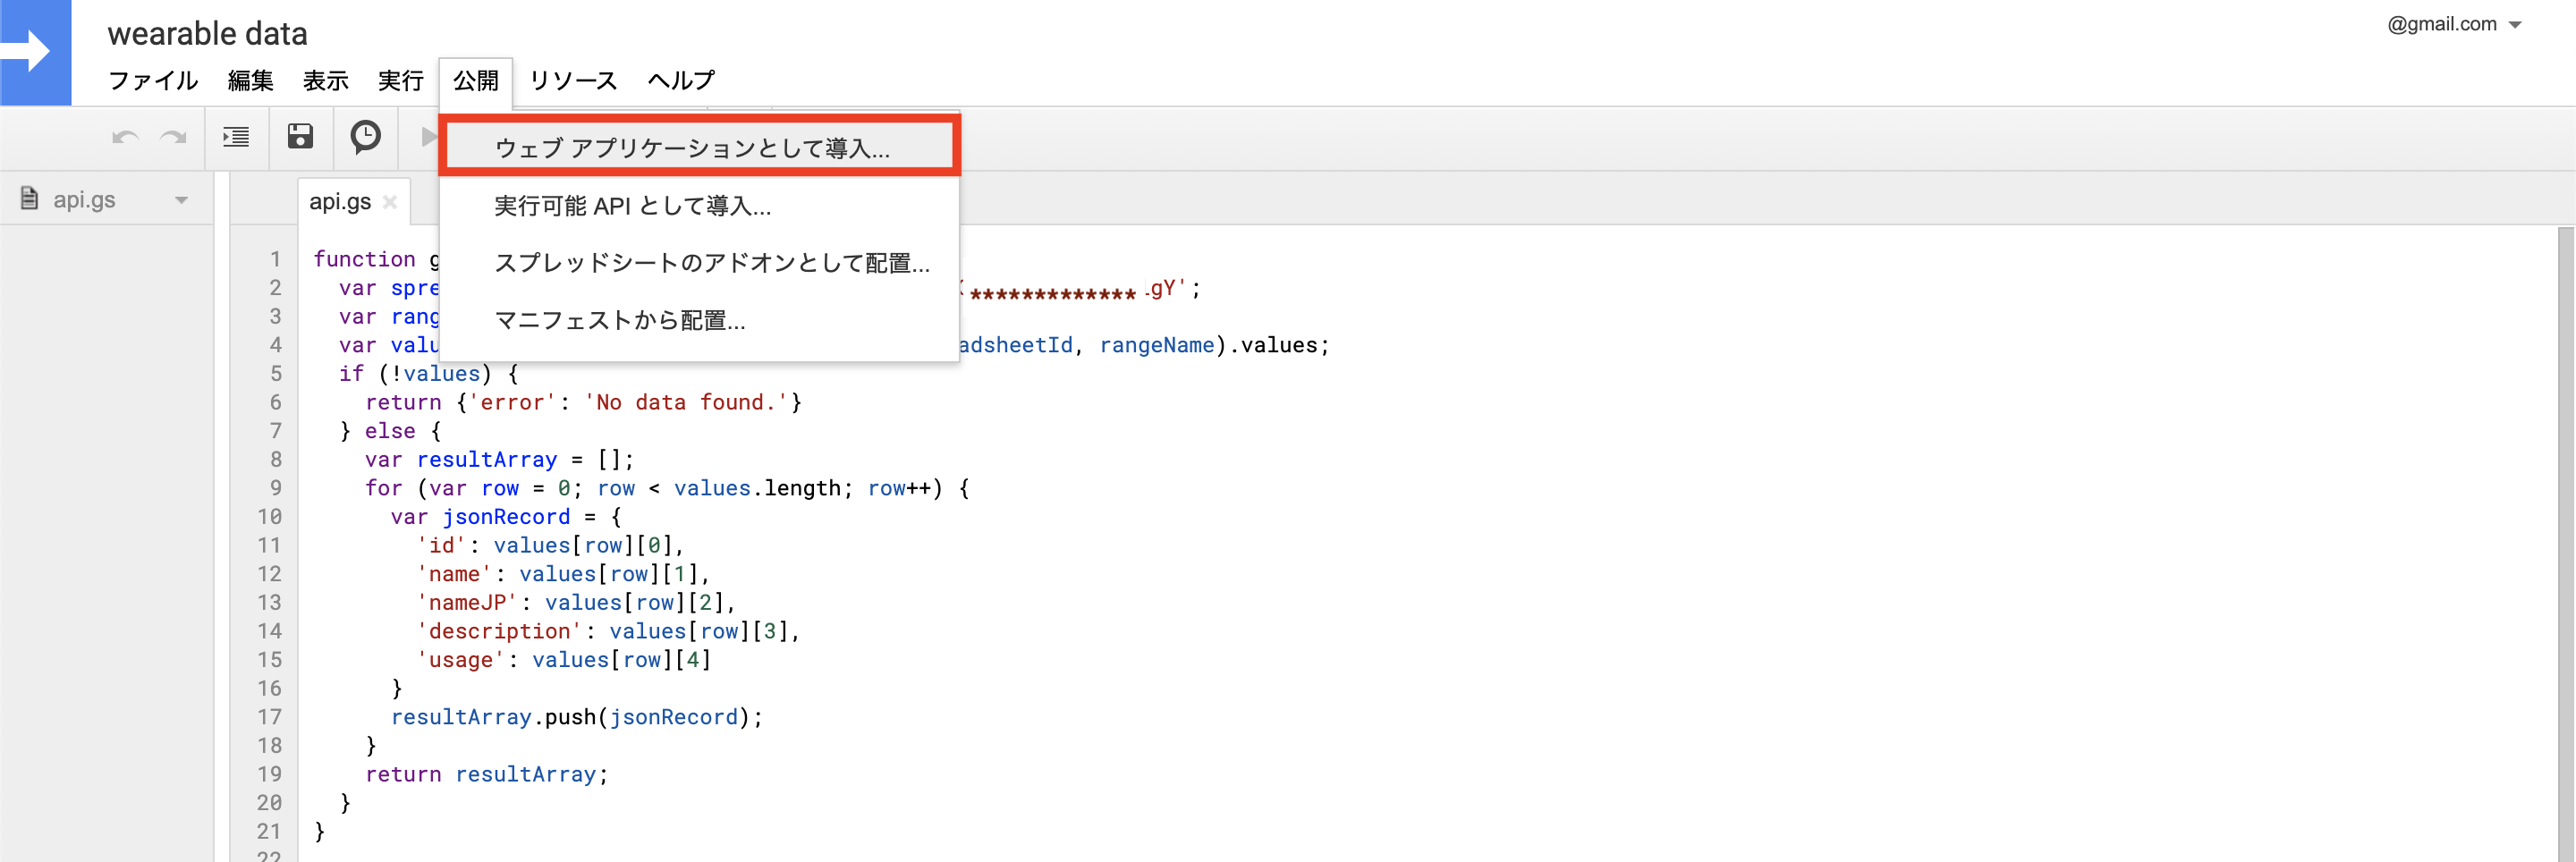 wearable data
@gmail.com
ファイル 編集 表示 実行 公開 リソース ヘルプ
ウェブ アプリケーションとして導入...
実行可能 API として導入...
スプレッドシートのアドオンとして配置...
マニフェストから配置...
api.gs
api.gs
1 function g
2 var spre *************.gY';
3 var rang
4 var valu adsheetId, rangeName).values;
5 if (!values) {
6 return {'error': 'No data found.'}
7 } else {
8 var resultArray = [];
9 for (var row = 0; row < values.length; row++) {
10 var jsonRecord = {
11 'id': values[row][0],
12 'name': values[row][1],
13 'nameJP': values[row][2],
14 'description': values[row][3],
15 'usage': values[row][4]
16 }
17 resultArray.push(jsonRecord);
18 }
19 return resultArray;
20 }
21 }
22